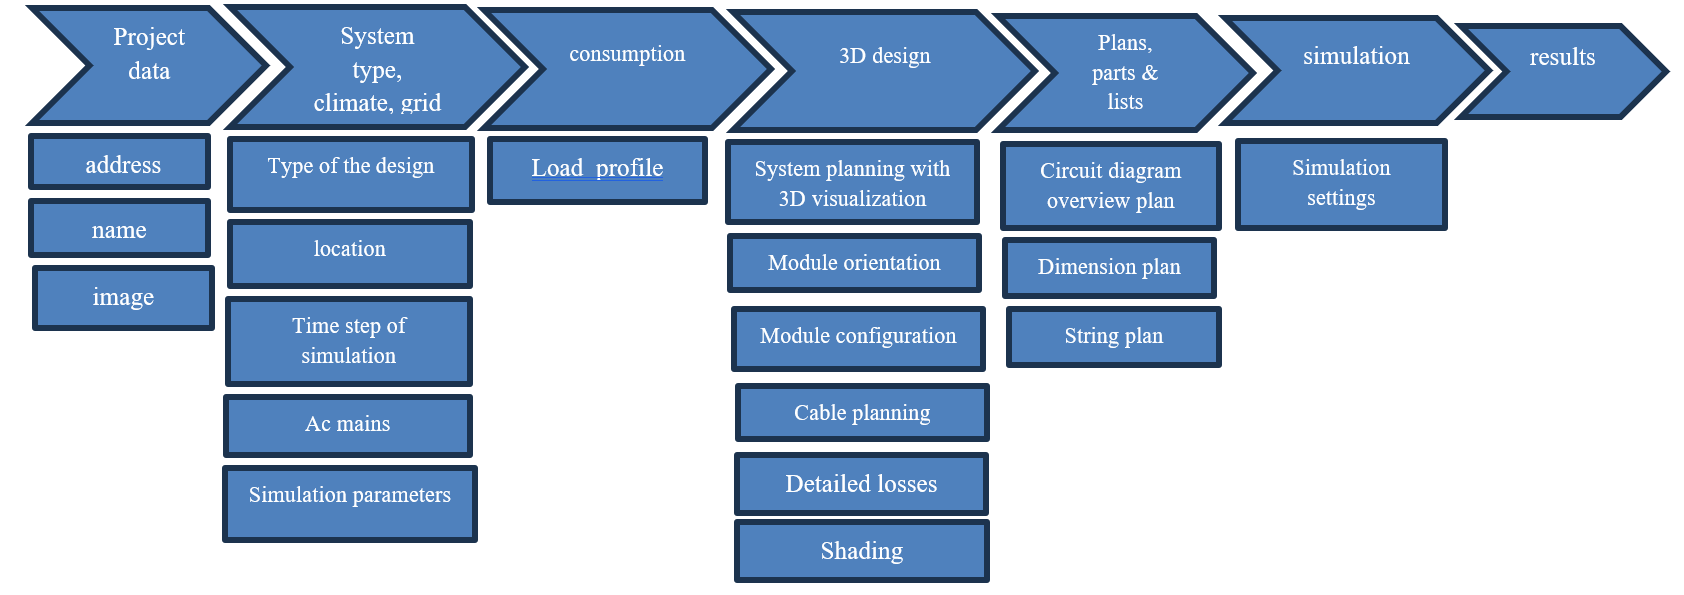 Project
data
System
type,
climate, grid
consumption
3D design
Plans,
parts &
lists
simulation
results
address
name
image
Type of the design
location
Time step of
simulation
Ac mains
Simulation parameters
Load  profile
System planning with
3D visualization
Module orientation
Module configuration
Cable planning
Detailed losses
Shading
Circuit diagram
overview plan
Dimension plan
String plan
Simulation
settings